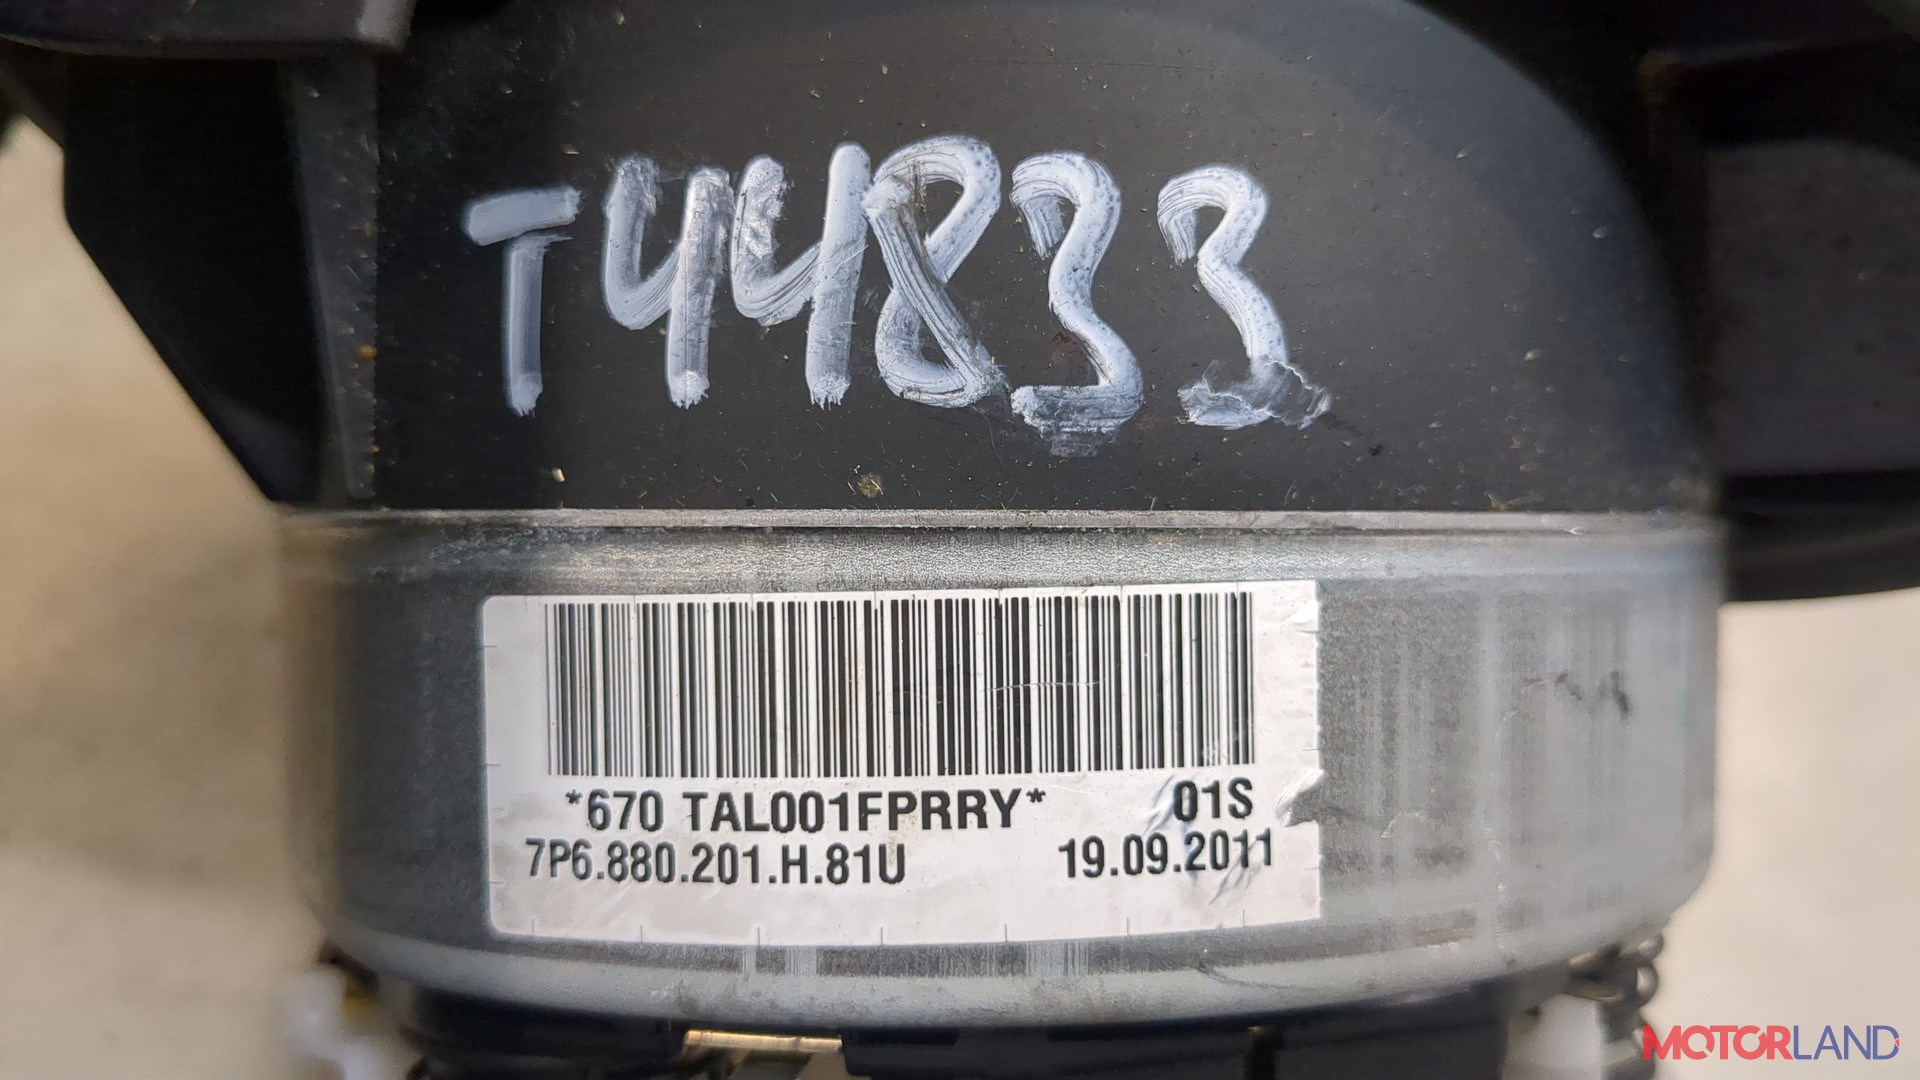 T44833
*670 TAL001FPRRY* 01S
7P6.880.201.H.81U 19.09.2011
MOTORLAND